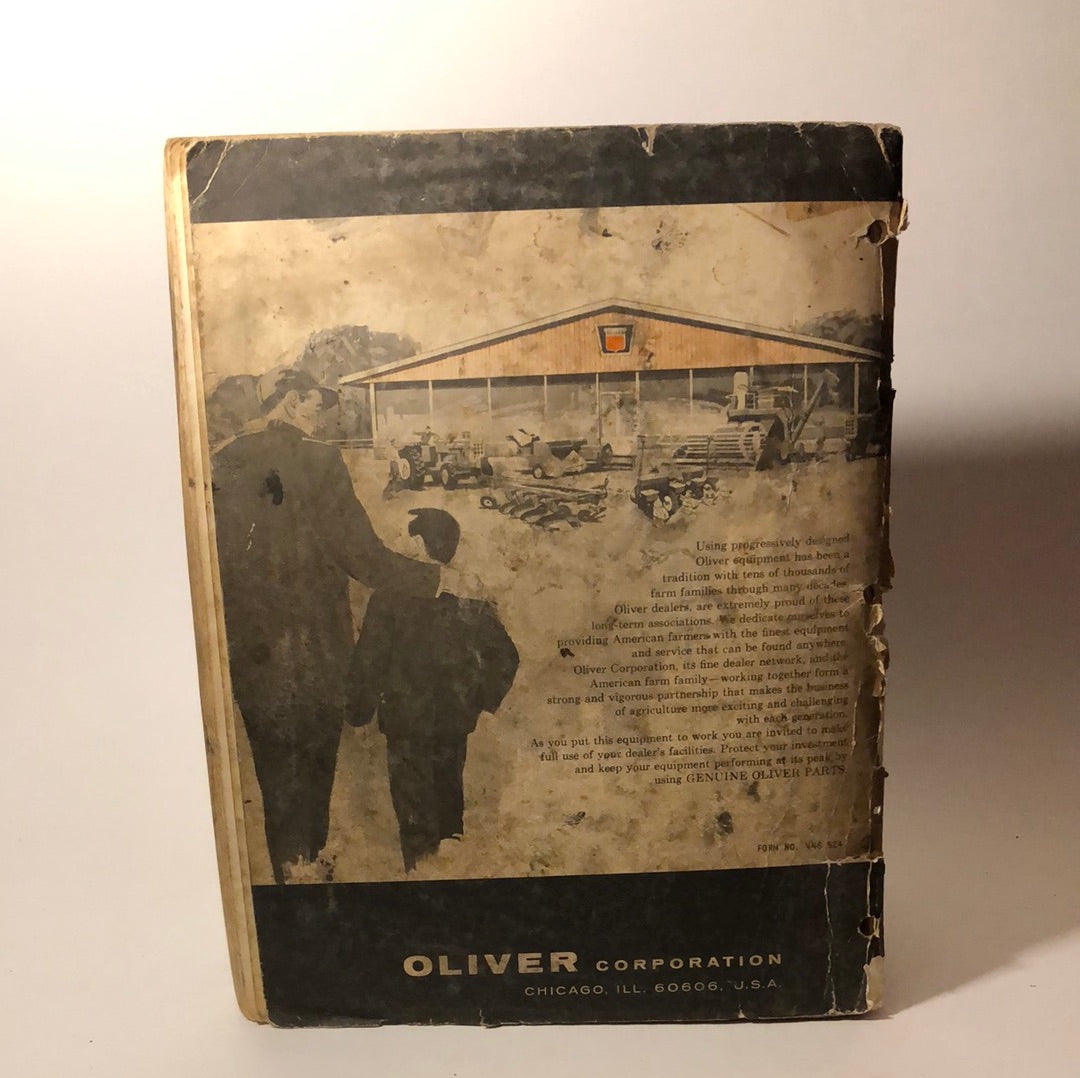 Using progressively designed
Oliver equipment has been a
tradition with tens of thousands of
farm families through many decades.
Oliver dealers, are extremely proud of these
long-term associations. We dedicate ourselves to
providing American farmers with the finest equipment
and service that can be found anywhere.
Oliver Corporation, its fine dealer network, and the
American farm family—working together form a
strong and vigorous partnership that makes the business
of agriculture more exciting and challenging
with each generation.
As you put this equipment to work you are invited to make
full use of your dealer's facilities. Protect your investment
and keep your equipment performing at its peak by
using GENUINE OLIVER PARTS.
FORM NO.
OLIVER CORPORATION
CHICAGO, ILL. 60606, U.S.A.